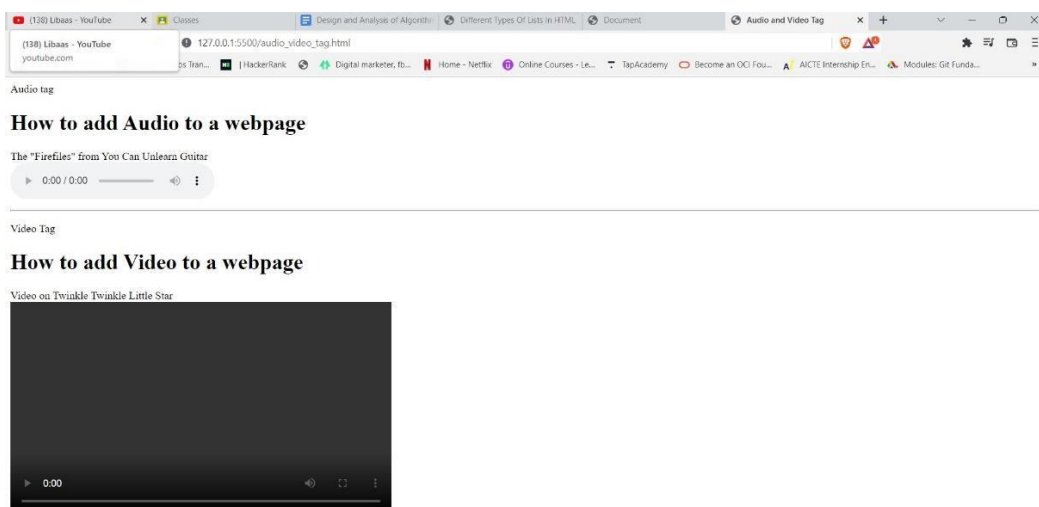 (138) Libaas - YouTube Classes Design and Analysis of Algorithm Different Types Of Lists In HTML Document Audio and Video Tag
(138) Libaas - YouTube
youtube.com
127.0.0.1:5500/audio_video_tag.html
Tran... | HackerRank Digital marketer, fb... Home - Netflix Online Courses - Le... TapAcademy Become an OCI Fou... AICTE Internship En... Modules: Git Funda...
Audio tag
How to add Audio to a webpage
The "Firefiles" from You Can Unlearn Guitar
0:00 / 0:00
Video Tag
How to add Video to a webpage
Video on Twinkle Twinkle Little Star
0:00